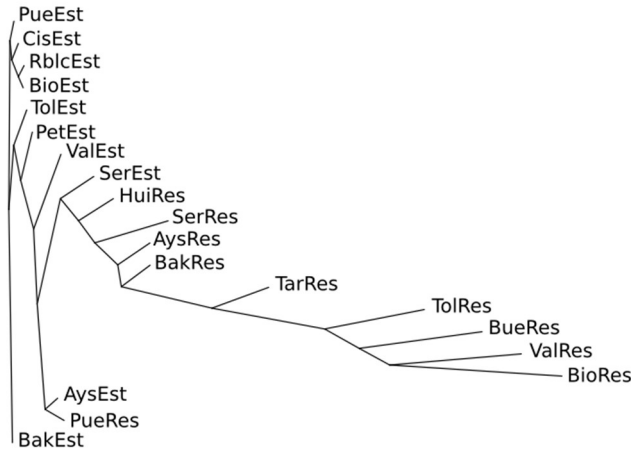 PueEst
CisEst
RblcEst
BioEst
TolEst
PetEst
ValEst
SerEst
HuiRes
SerRes
AysRes
BakRes
TarRes
TolRes
BueRes
ValRes
BioRes
AysEst
PueRes
BakEst